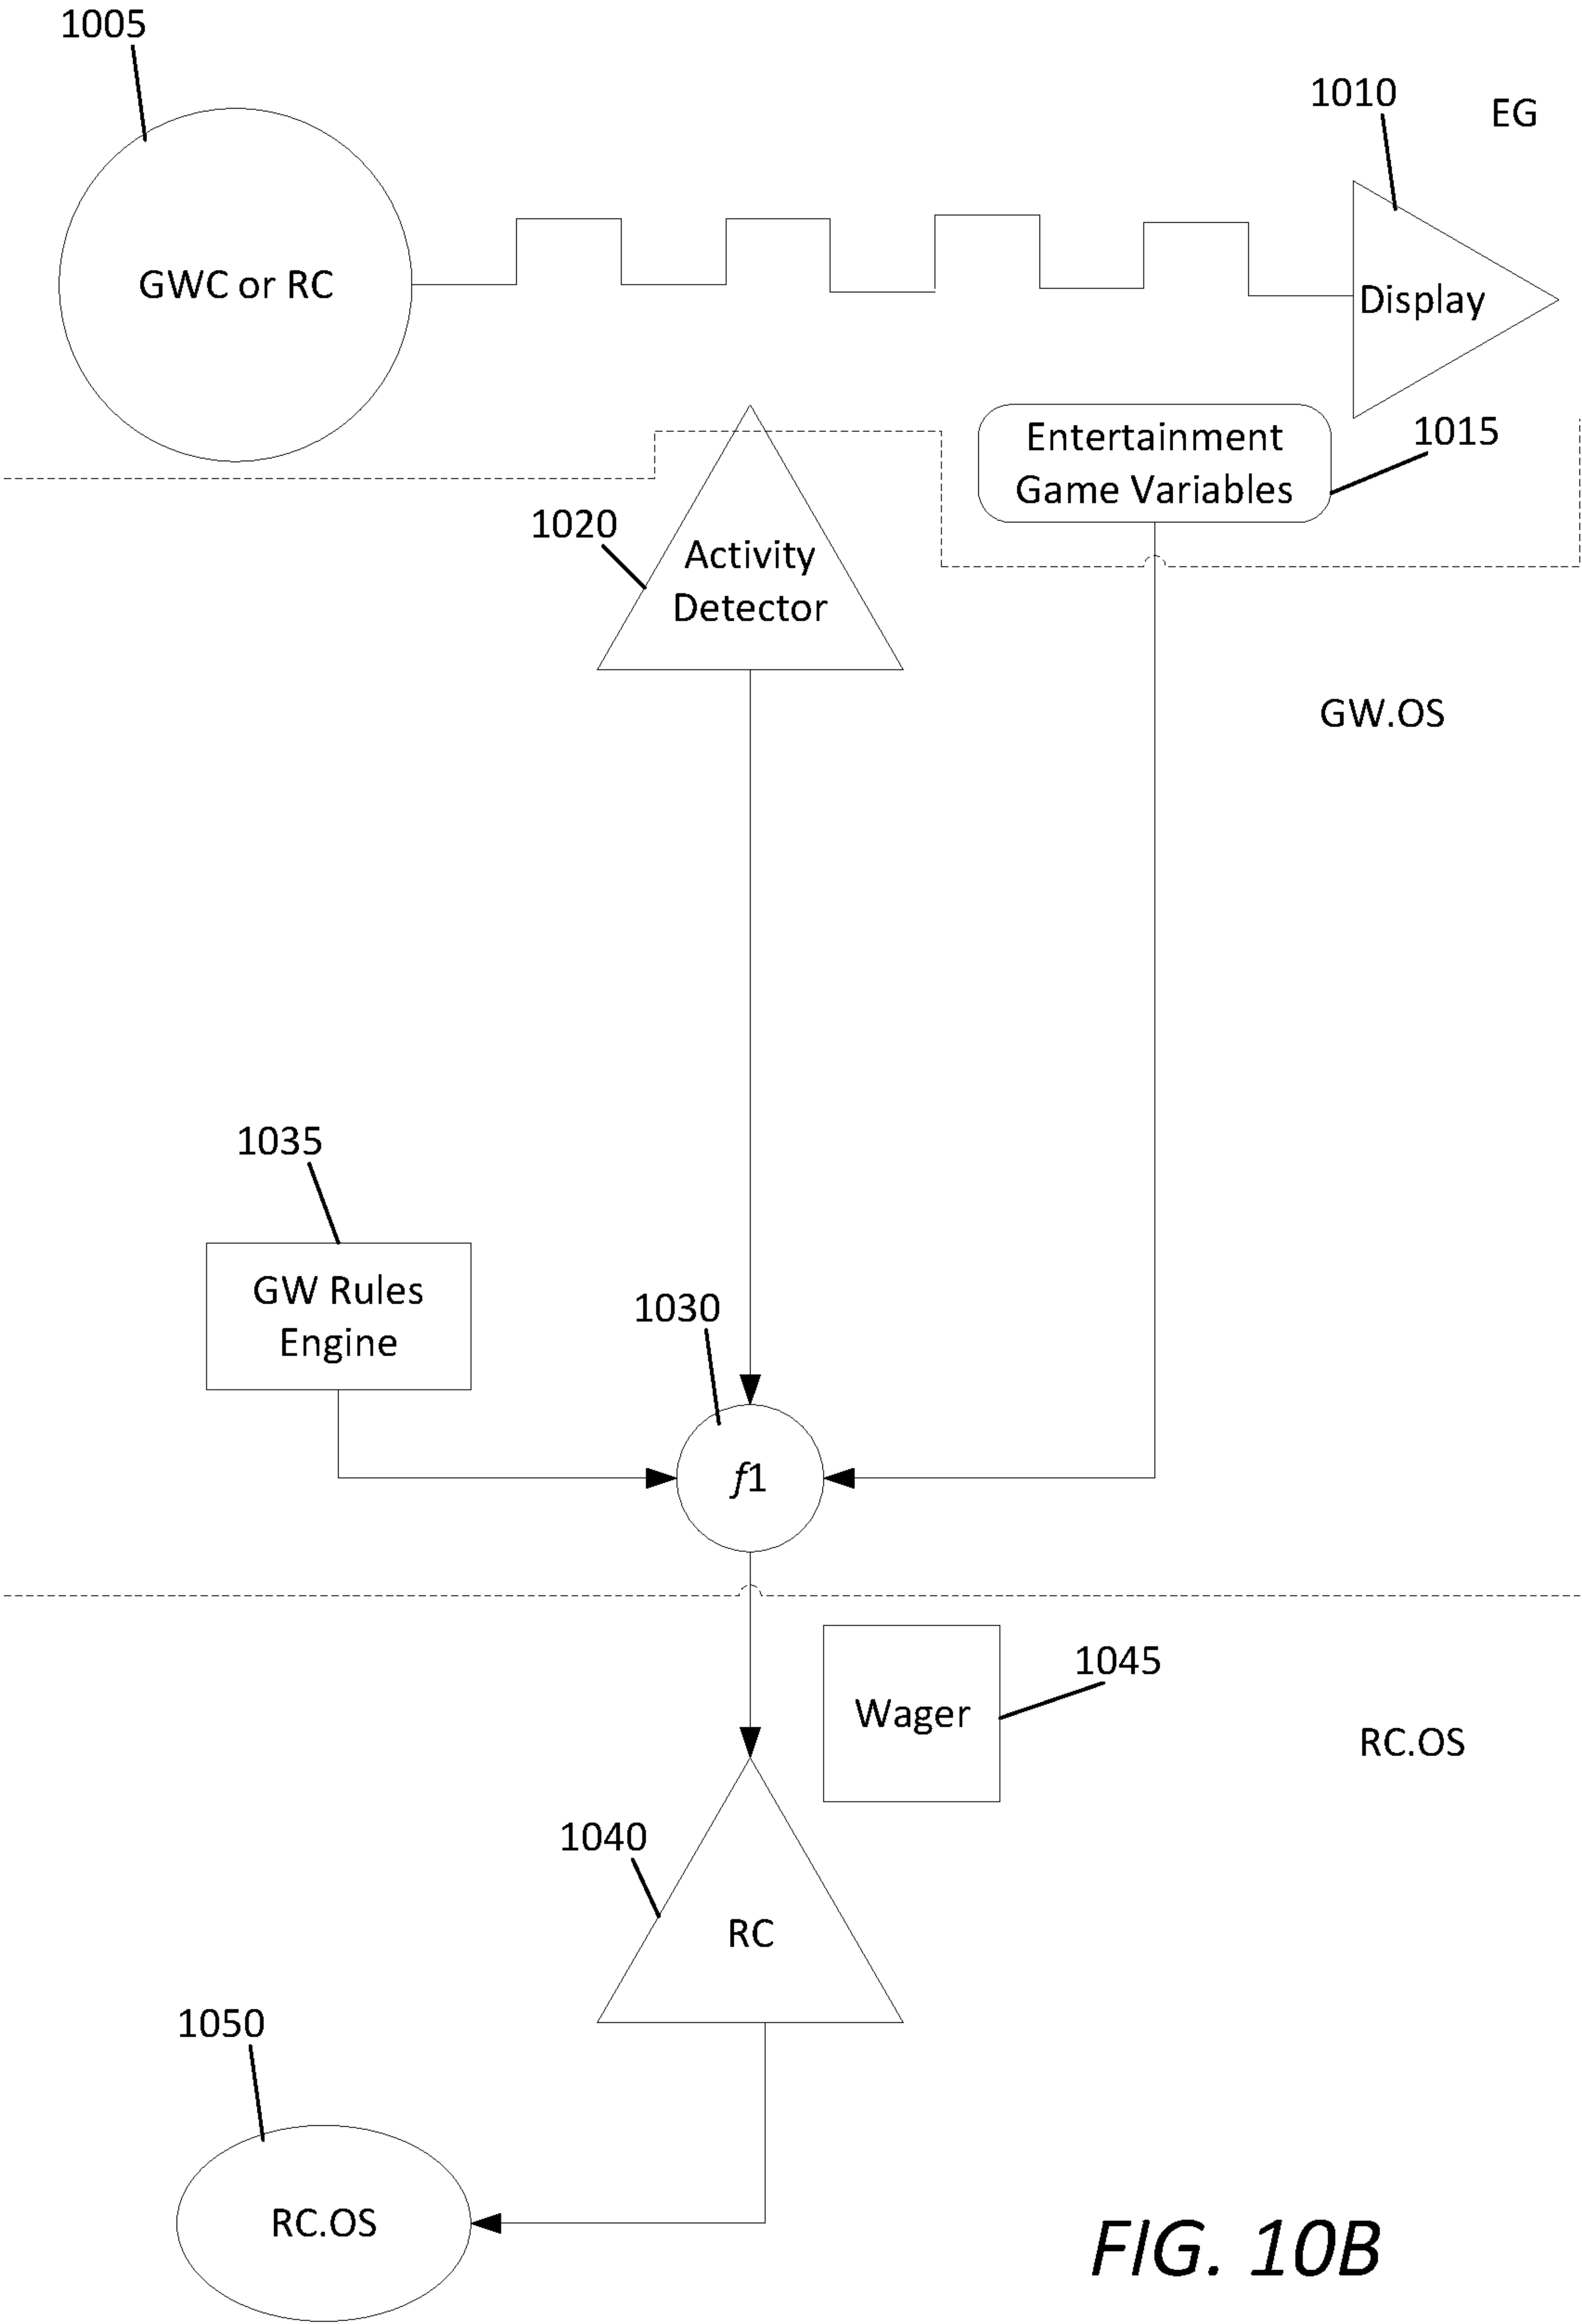 1005
1010
EG
GWC or RC
Display
Entertainment
Game Variables
1015
1020
Activity
Detector
GW.OS
1035
GW Rules
Engine
1030
f1
Wager
1045
RC.OS
1040
RC
1050
RC.OS
FIG. 10B